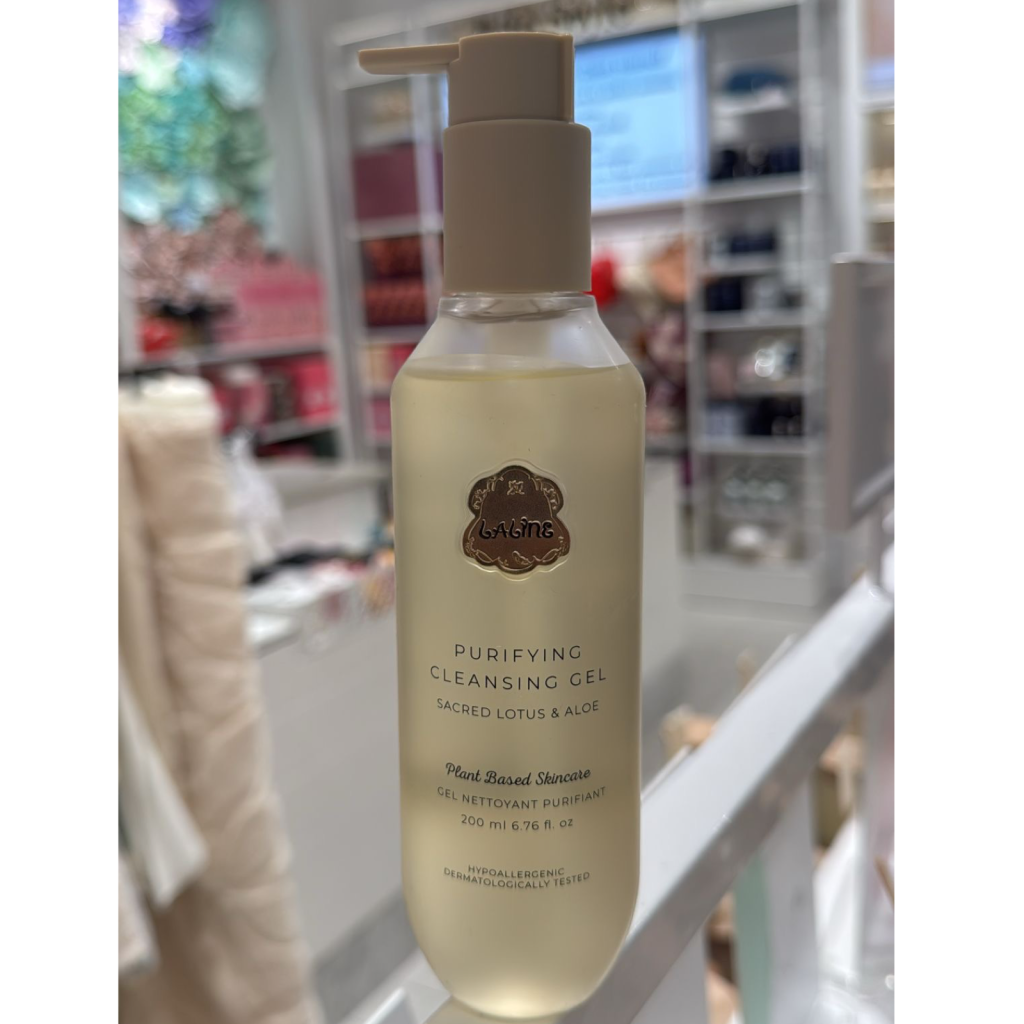 LALINE
PURIFYING
CLEANSING GEL
SACRED LOTUS & ALOE
Plant Based Skincare
GEL NETTOYANT PURIFIANT
200 ml 6.76 fl. oz
HYPOALLERGENIC
DERMATOLOGICALLY TESTED